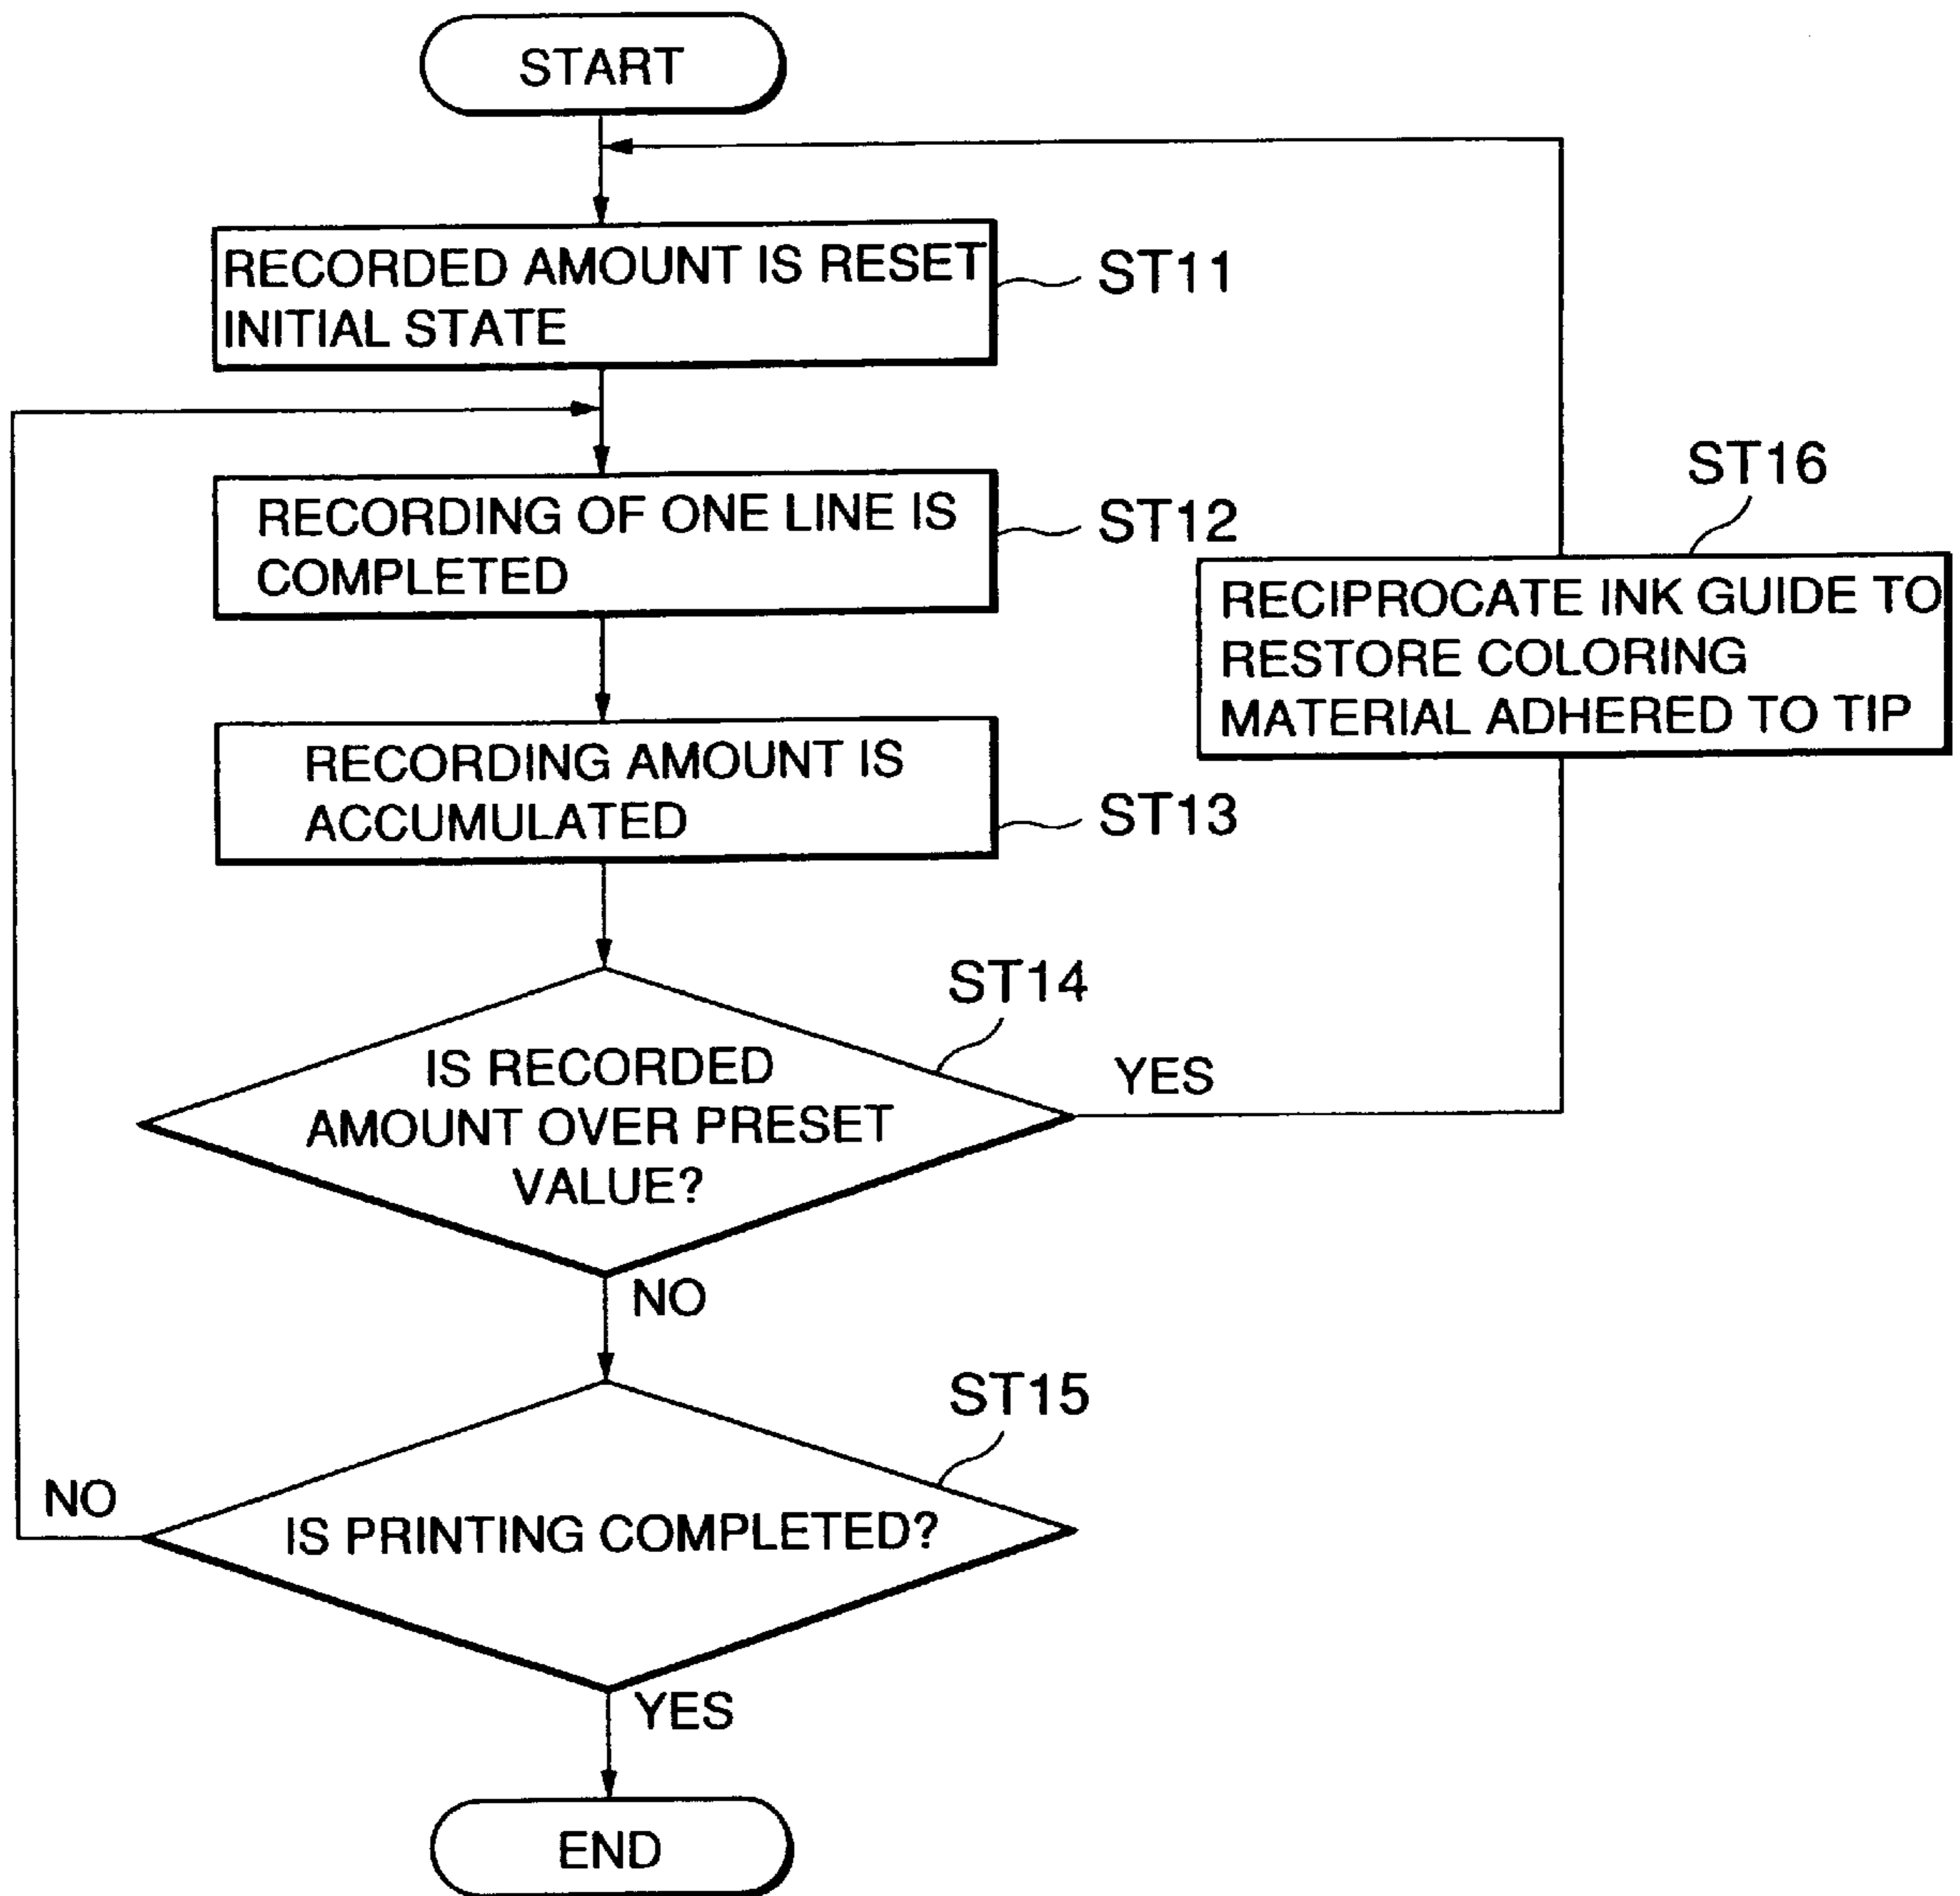 START
RECORDED AMOUNT IS RESET
INITIAL STATE
ST11
RECORDING OF ONE LINE IS
COMPLETED
ST12
ST16
RECIPROCATE INK GUIDE TO
RESTORE COLORING
MATERIAL ADHERED TO TIP
RECORDING AMOUNT IS
ACCUMULATED
ST13
ST14
IS RECORDED
AMOUNT OVER PRESET
VALUE?
YES
NO
ST15
IS PRINTING COMPLETED?
NO
YES
END